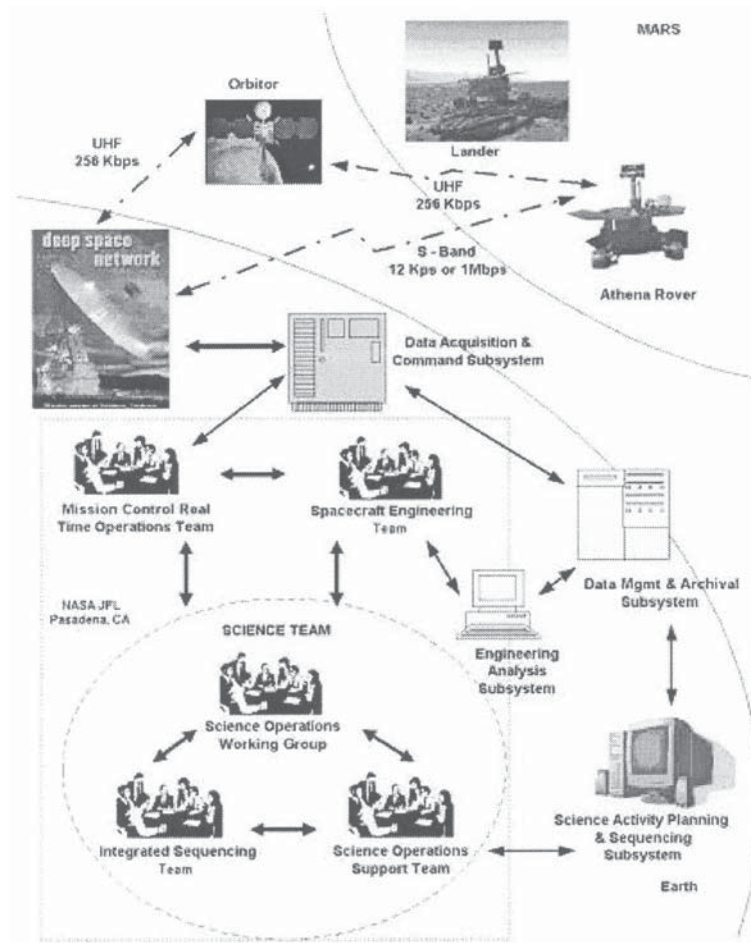 MARS
Orbitor
UHF
256 Kbps
Lander
UHF
256 Kbps
deep space
network
S - Band
12 Kps or 1Mbps
Athena Rover
Data Acquisition &
Command Subsystem
Mission Control Real
Time Operations Team
Spacecraft Engineering
Team
Data Mgmt & Archival
Subsystem
NASA JPL
Pasadena, CA
SCIENCE TEAM
Engineering
Analysis
Subsystem
Science Operations
Working Group
Integrated Sequencing
Team
Science Operations
Support Team
Science Activity Planning
& Sequencing
Subsystem
Earth